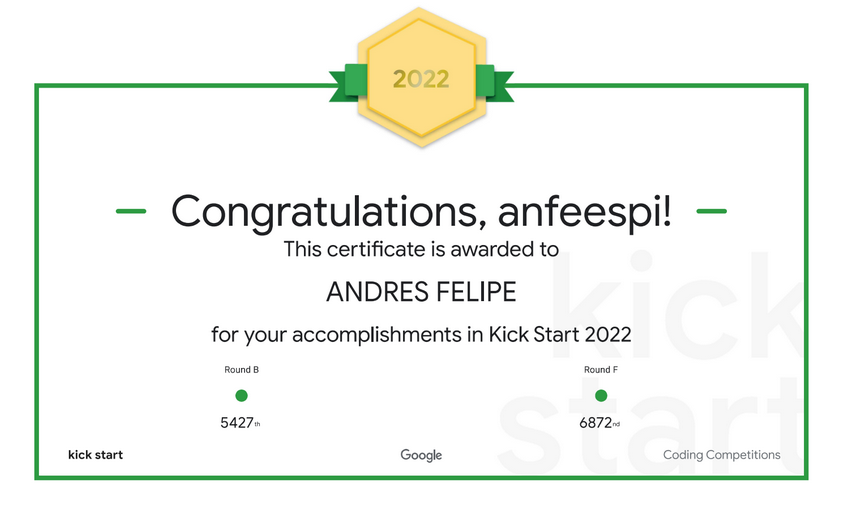 2022
Congratulations, anfeespi!
This certificate is awarded to
ANDRES FELIPE
for your accomplishments in Kick Start 2022
Round B
Round F
5427th
6872nd
kick start
Google
Coding Competitions
kick
start